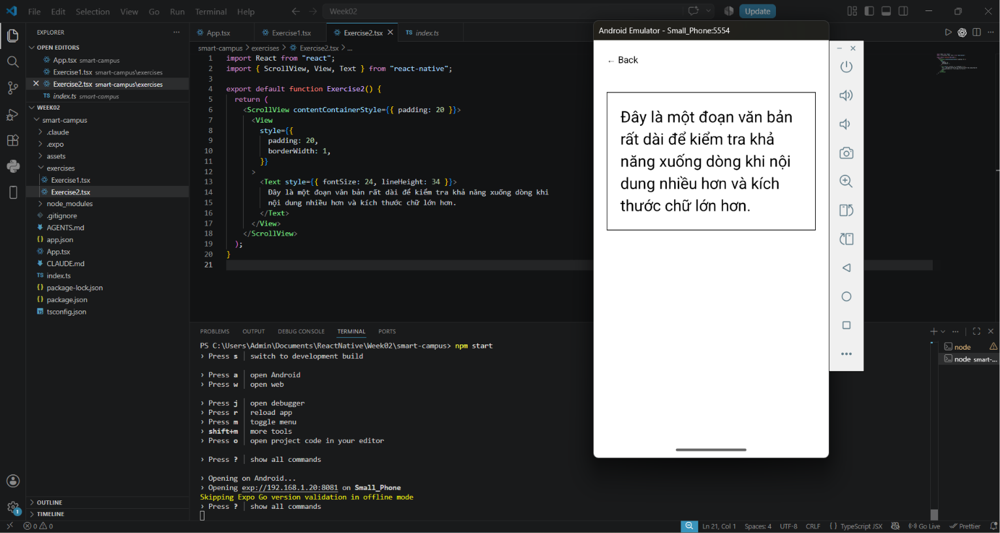 File Edit Selection View Go Run Terminal Help
Week02
Update
EXPLORER
OPEN EDITORS
App.tsx smart-campus
Exercise1.tsx smart-campus\exercises
Exercise2.tsx smart-campus\exercises
TS index.ts smart-campus
WEEK02
smart-campus
.claude
.expo
assets
exercises
Exercise1.tsx
Exercise2.tsx
node_modules
.gitignore
AGENTS.md
{} app.json
App.tsx
CLAUDE.md
TS index.ts
{} package-lock.json
{} package.json
tsconfig.json
OUTLINE
TIMELINE
App.tsx Exercise1.tsx Exercise2.tsx TS index.ts
smart-campus > exercises > Exercise2.tsx > ...
1 import React from "react";
2 import { ScrollView, View, Text } from "react-native";
3
4 export default function Exercise2() {
5 return (
6 <ScrollView contentContainerStyle={{ padding: 20 }}>
7 <View
8 style={{
9 padding: 20,
10 borderWidth: 1,
11 }}
12 >
13 <Text style={{ fontSize: 24, lineHeight: 34 }}>
14 Đây là một đoạn văn bản rất dài để kiểm tra khả năng xuống dòng khi
15 nội dung nhiều hơn và kích thước chữ lớn hơn.
16 </Text>
17 </View>
18 </ScrollView>
19 );
20 }
21
PROBLEMS OUTPUT DEBUG CONSOLE TERMINAL PORTS
PS C:\Users\Admin\Documents\ReactNative\Week02\smart-campus> npm start
› Press s │ switch to development build
› Press a │ open Android
› Press w │ open web
› Press j │ open debugger
› Press r │ reload app
› Press m │ toggle menu
› shift+m │ more tools
› Press o │ open project code in your editor
› Press ? │ show all commands
› Opening on Android...
› Opening exp://192.168.1.20:8081 on Small_Phone
Skipping Expo Go version validation in offline mode
› Press ? │ show all commands
node
node smart-...
Android Emulator - Small_Phone:5554
← Back
Đây là một đoạn văn bản
rất dài để kiểm tra khả
năng xuống dòng khi nội
dung nhiều hơn và kích
thước chữ lớn hơn.
1
0 0
Ln 21, Col 1 Spaces: 4 UTF-8 CRLF {} TypeScript JSX Go Live Prettier